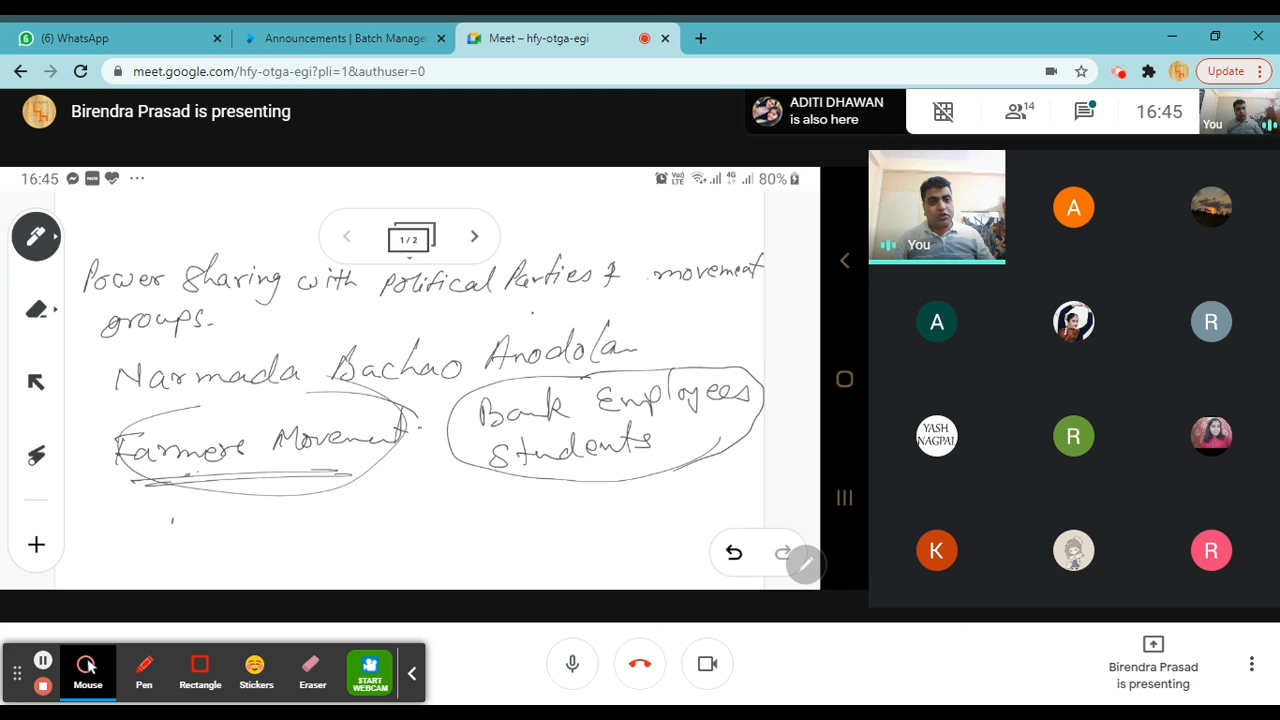 (6) WhatsApp
Announcements | Batch Manage
Meet – hfy-otga-egi
meet.google.com/hfy-otga-egi?pli=1&authuser=0
Update
Birendra Prasad is presenting
ADITI DHAWAN
is also here
14
16:45
You
16:45
Vo))
LTE
4G
80%
1 / 2
Power Sharing with political Parties & movement
groups.
Narmada Bachao Anodolan
Farmers Movement
Bank Employees
Students
You
A
A
R
YASH
NAGPAL
R
K
R
Mouse
Pen
Rectangle
Stickers
Eraser
START
WEBCAM
Birendra Prasad
is presenting